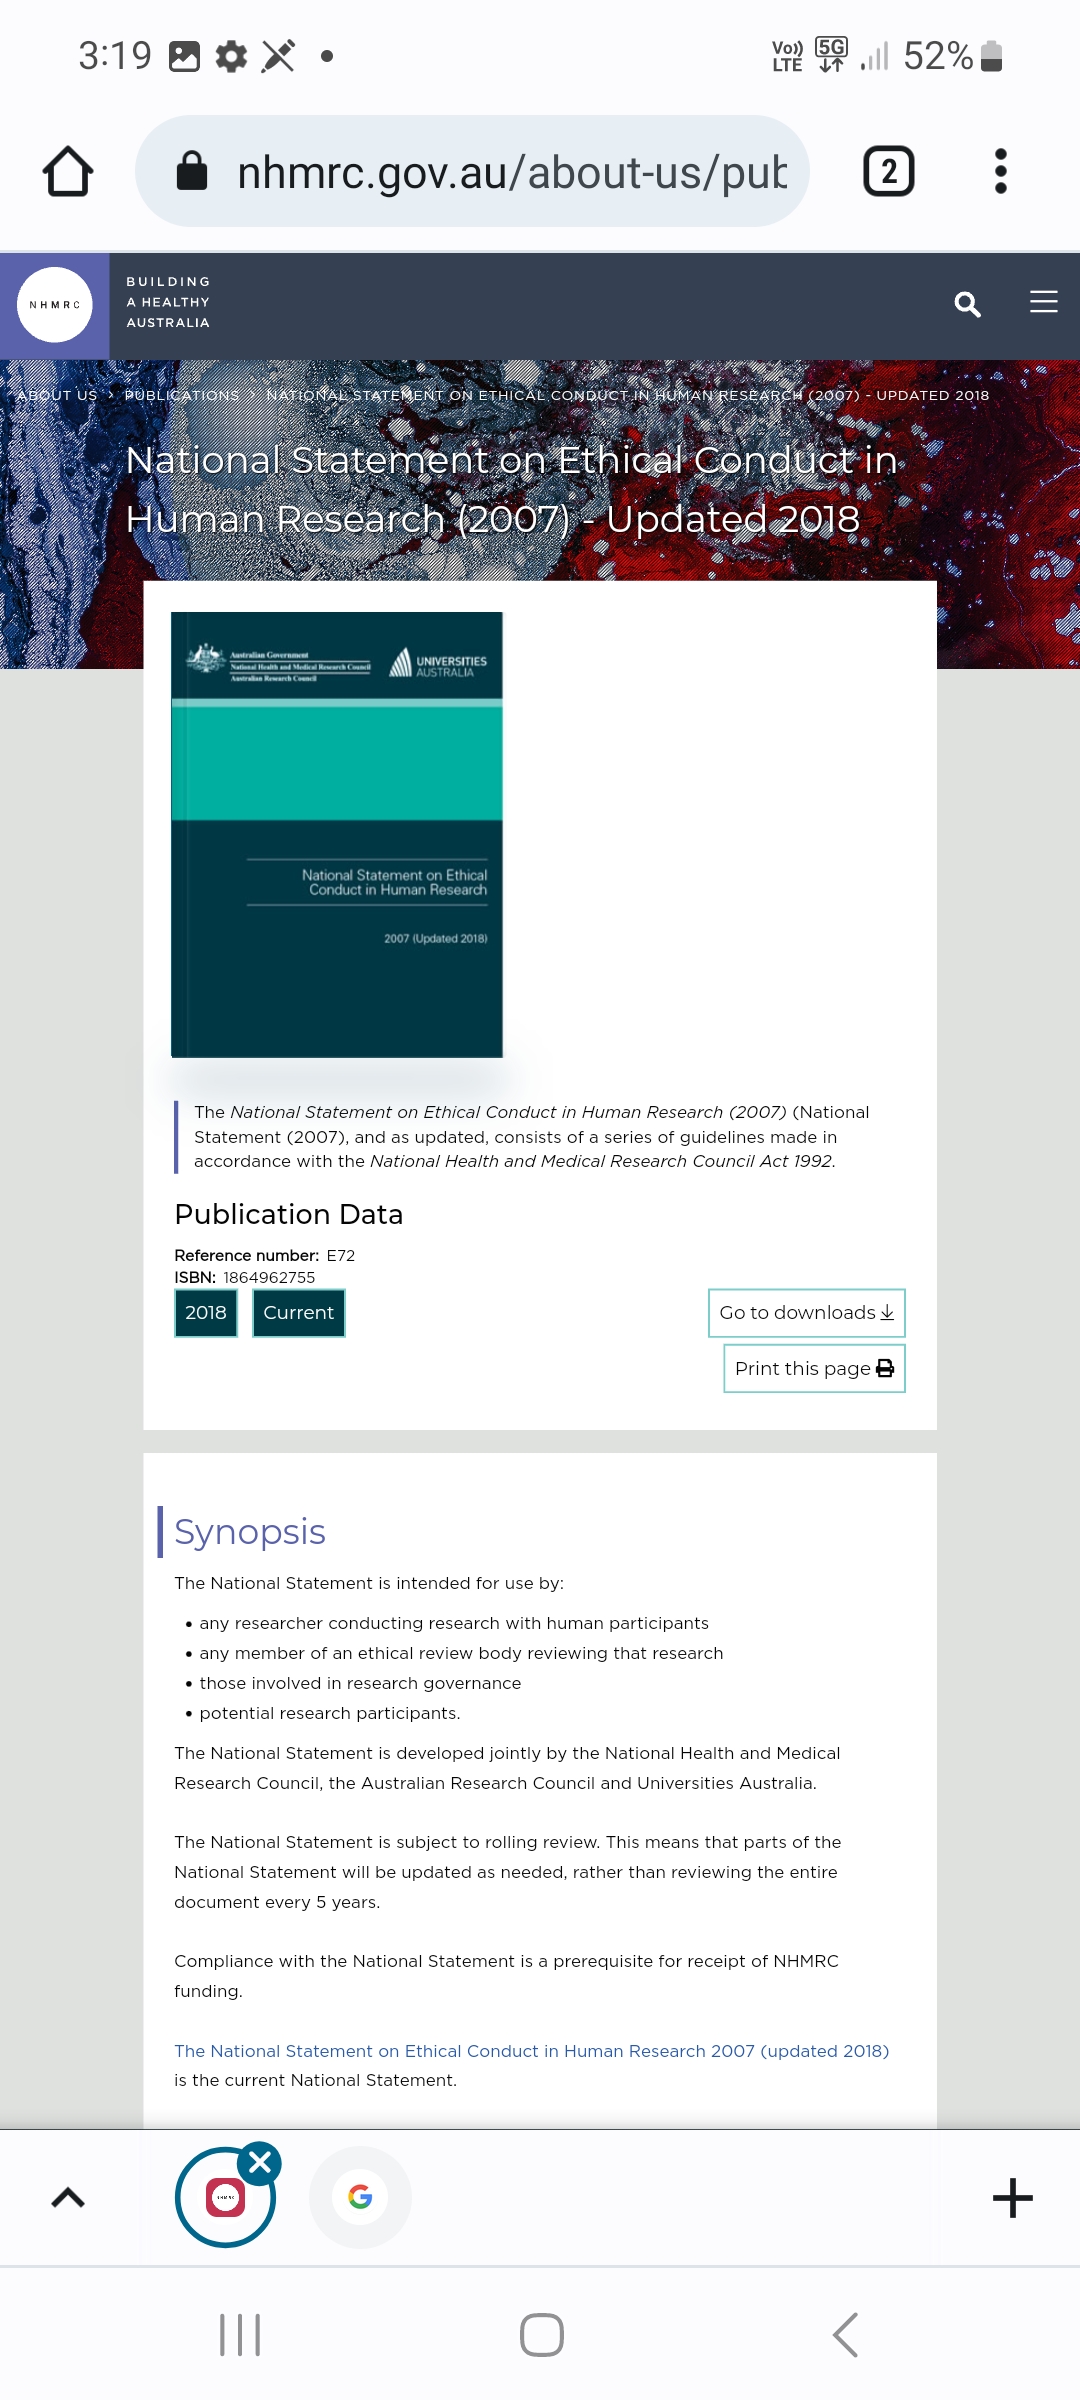 3:19
Vo)) LTE 5G 52%
nhmrc.gov.au/about-us/pub
2
NHMRC
BUILDING
A HEALTHY
AUSTRALIA
ABOUT US > PUBLICATIONS > NATIONAL STATEMENT ON ETHICAL CONDUCT IN HUMAN RESEARCH (2007) - UPDATED 2018
National Statement on Ethical Conduct in
Human Research (2007) - Updated 2018
Australian Government
National Health and Medical Research Council
Australian Research Council
UNIVERSITIES
AUSTRALIA
National Statement on Ethical
Conduct in Human Research
2007 (Updated 2018)
The National Statement on Ethical Conduct in Human Research (2007) (National
Statement (2007), and as updated, consists of a series of guidelines made in
accordance with the National Health and Medical Research Council Act 1992.
Publication Data
Reference number: E72
ISBN: 1864962755
2018 Current Go to downloads
Print this page
Synopsis
The National Statement is intended for use by:
• any researcher conducting research with human participants
• any member of an ethical review body reviewing that research
• those involved in research governance
• potential research participants.
The National Statement is developed jointly by the National Health and Medical
Research Council, the Australian Research Council and Universities Australia.
The National Statement is subject to rolling review. This means that parts of the
National Statement will be updated as needed, rather than reviewing the entire
document every 5 years.
Compliance with the National Statement is a prerequisite for receipt of NHMRC
funding.
The National Statement on Ethical Conduct in Human Research 2007 (updated 2018)
is the current National Statement.